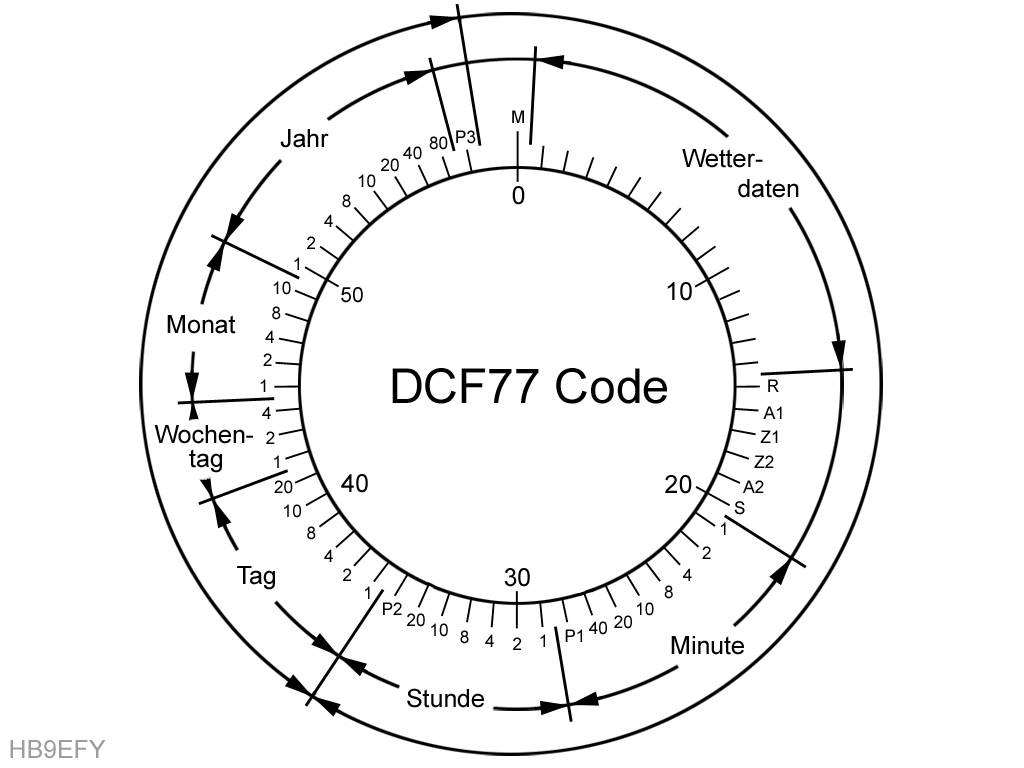 M
0
Wetter-
daten
10
R
A1
Z1
Z2
A2
20
S
1
2
4
8
10
20
40
P1
Minute
30
1
2
4
8
10
20
P2
Stunde
1
2
4
8
10
20
Tag
40
1
2
4
Wochen-
tag
1
2
4
8
10
Monat
50
1
2
4
8
10
20
40
80
Jahr
P3
DCF77 Code
HB9EFY